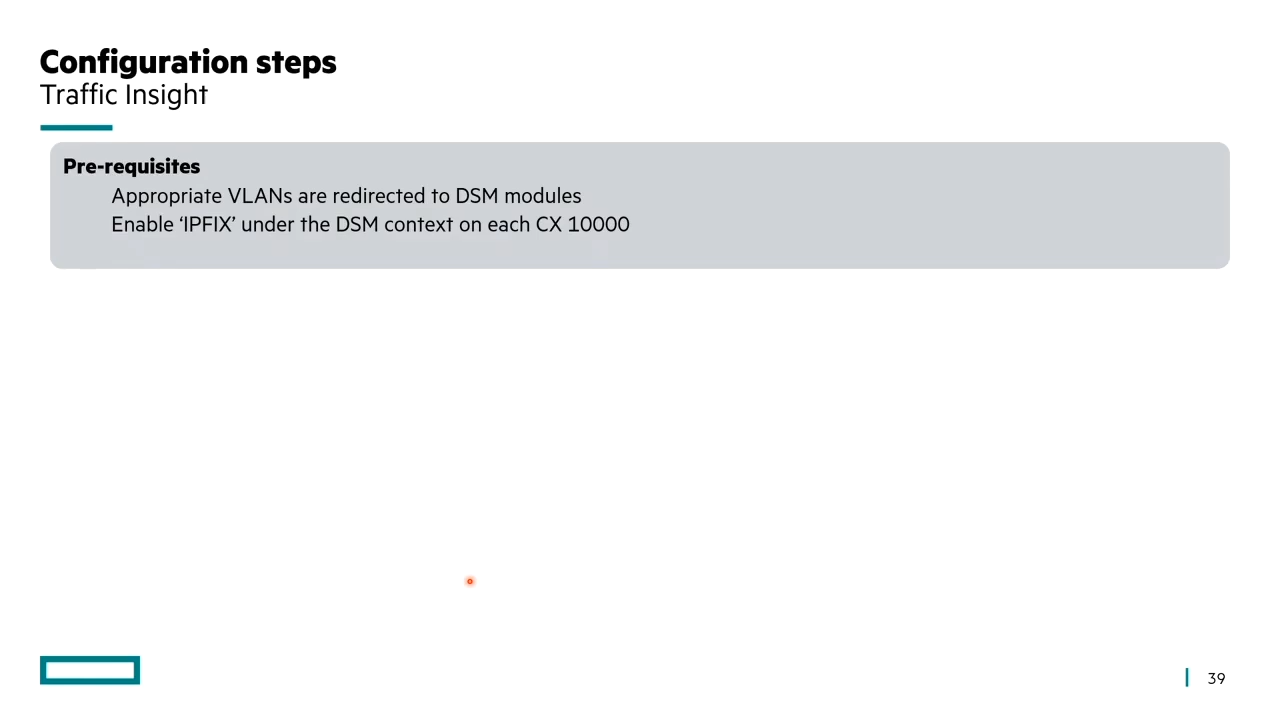 Configuration steps
Traffic Insight
Pre-requisites
Appropriate VLANs are redirected to DSM modules
Enable ‘IPFIX’ under the DSM context on each CX 10000
39